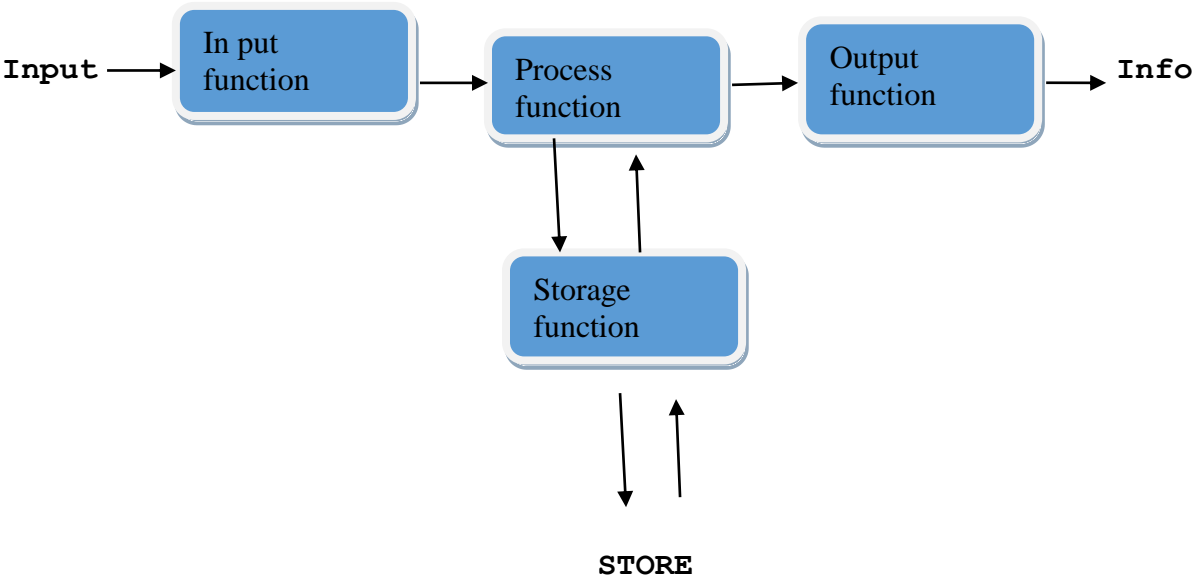 Input
In put
function
Process
function
Output
function
Info
Storage
function
STORE